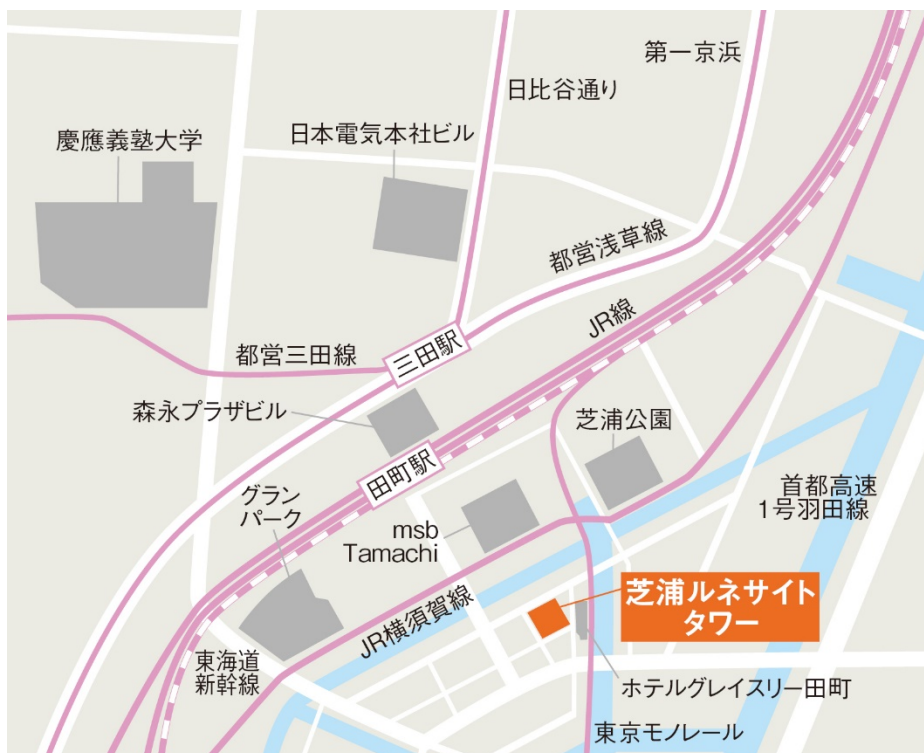 第一京浜
日比谷通り
慶應義塾大学
日本電気本社ビル
都営浅草線
JR線
三田駅
都営三田線
森永プラザビル
芝浦公園
田町駅
グラン
パーク
首都高速
1号羽田線
msb
Tamachi
芝浦ルネサイト
タワー
JR横須賀線
東海道
新幹線
ホテルグレイスリー田町
東京モノレール